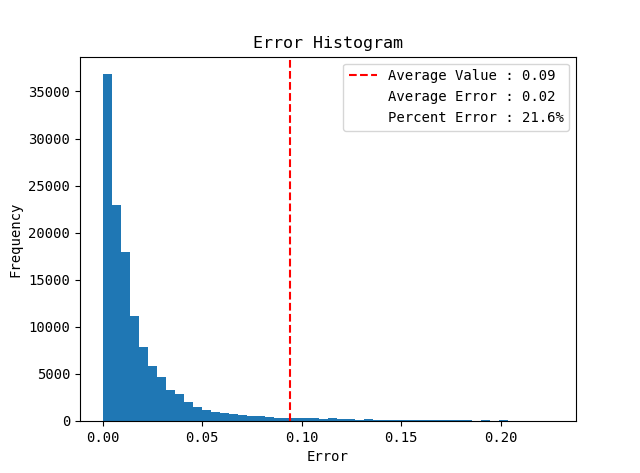 Error Histogram
Average Value : 0.09
Average Error : 0.02
Percent Error : 21.6%
Frequency
35000
30000
25000
20000
15000
10000
5000
0
0.00 0.05 0.10 0.15 0.20
Error